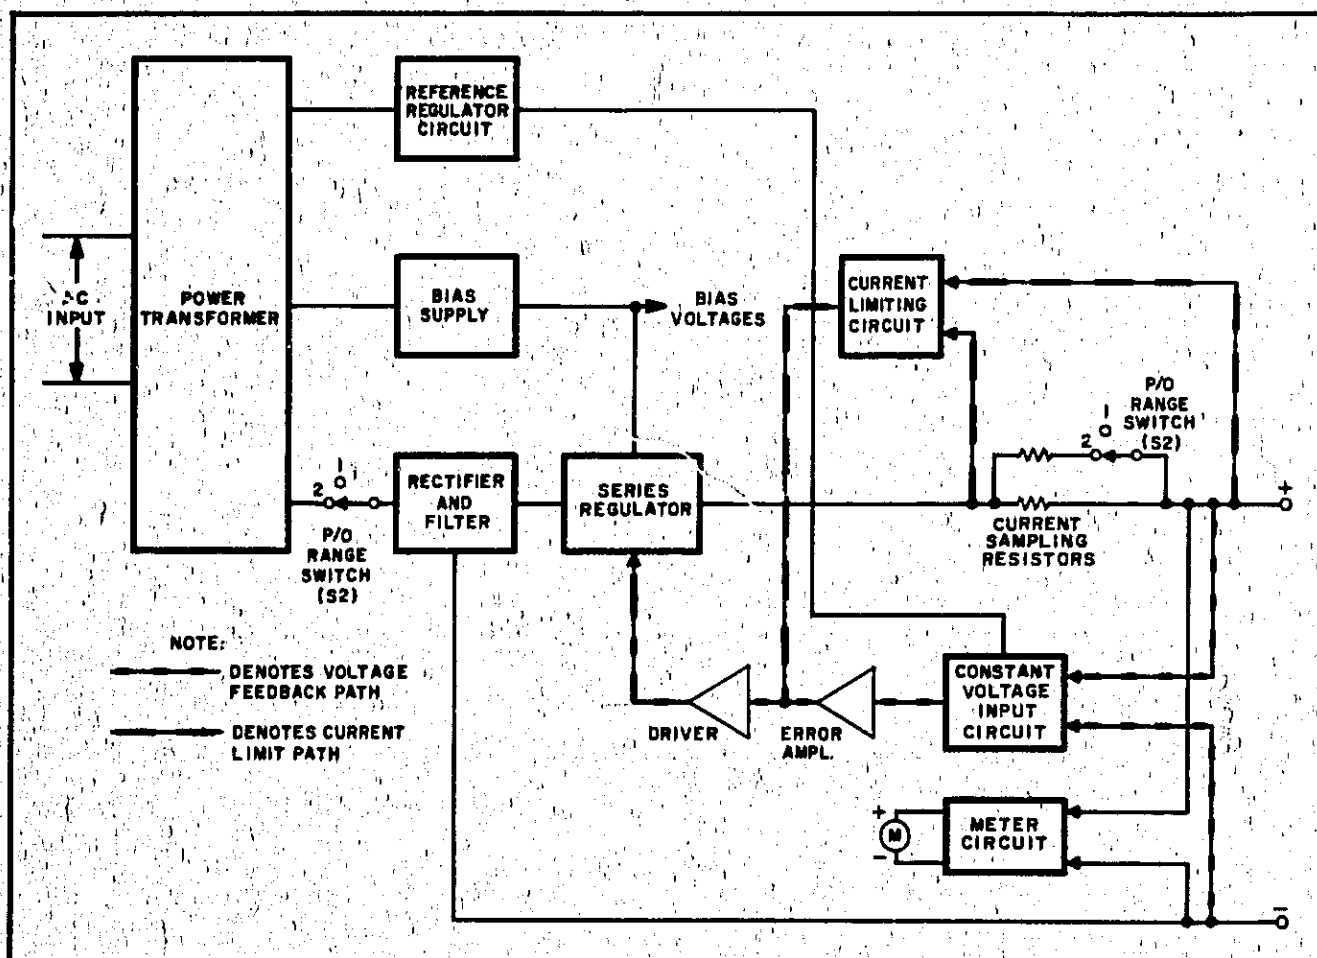 REFERENCE
REGULATOR
CIRCUIT
POWER
TRANSFORMER
INPUT
BIAS
SUPPLY
BIAS
VOLTAGES
CURRENT
LIMITING
CIRCUIT
P/O
RANGE
SWITCH
(S2)
1
2
1
2
P/O
RANGE
SWITCH
(S2)
RECTIFIER
AND
FILTER
SERIES
REGULATOR
CURRENT
SAMPLING
RESISTORS
+
NOTE:
DENOTES VOLTAGE
FEEDBACK PATH
DENOTES CURRENT
LIMIT PATH
DRIVER
ERROR
AMPL.
CONSTANT
VOLTAGE
INPUT
CIRCUIT
+
M
-
METER
CIRCUIT
-